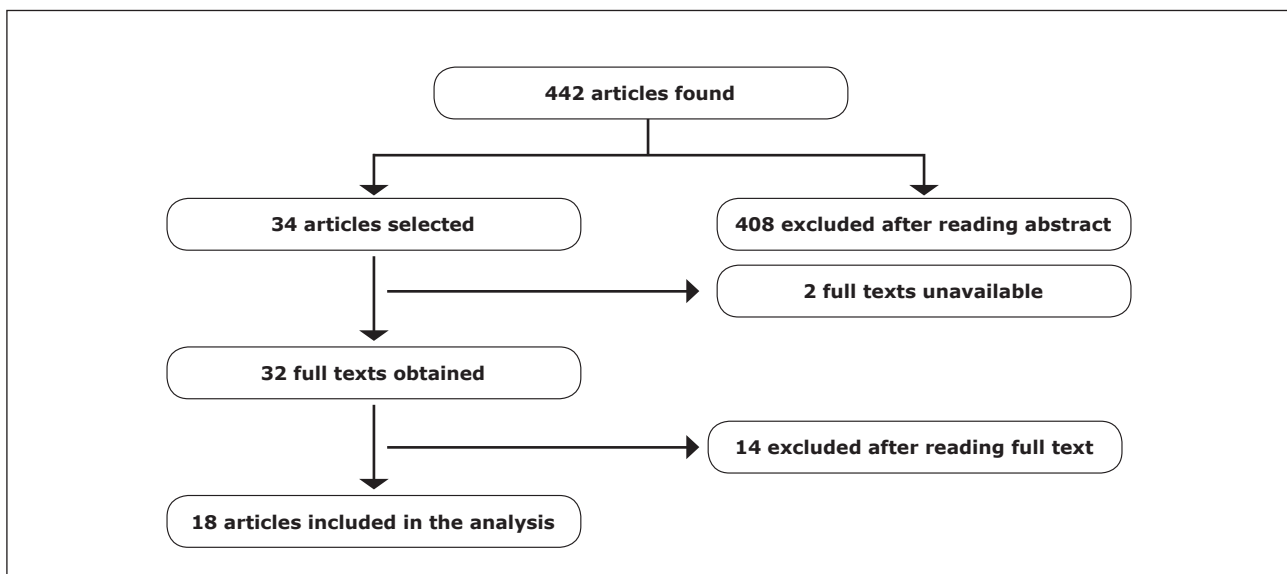 442 articles found
34 articles selected
408 excluded after reading abstract
2 full texts unavailable
32 full texts obtained
14 excluded after reading full text
18 articles included in the analysis